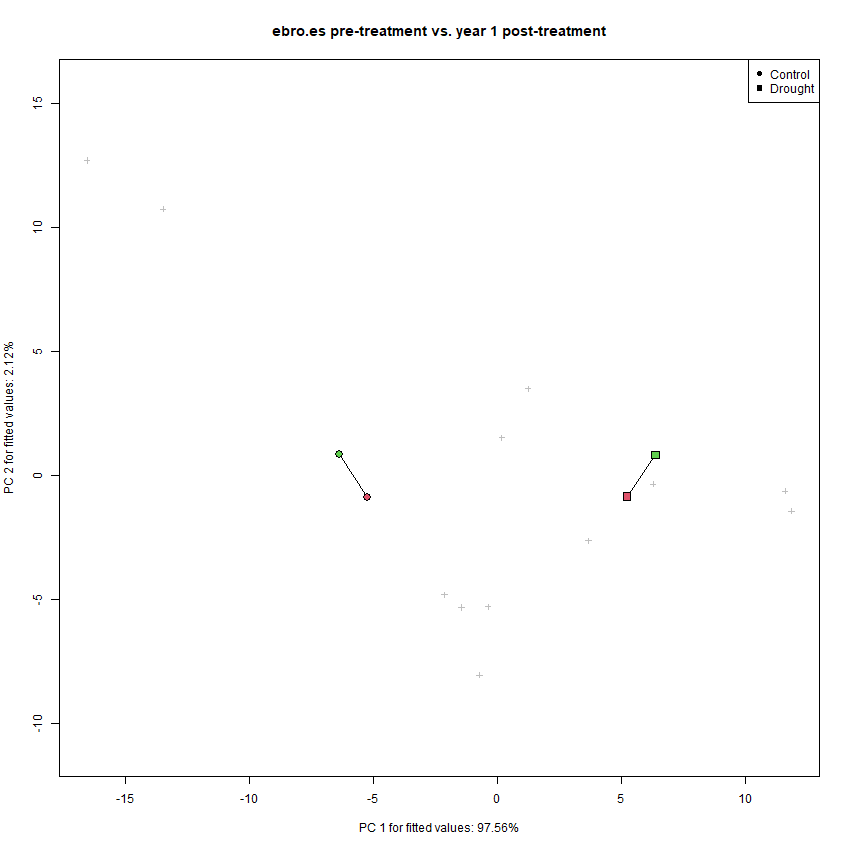 ebro.es pre-treatment vs. year 1 post-treatment
Control
Drought
15
10
5
0
-5
-10
PC 2 for fitted values: 2.12%
-15
-10
-5
0
5
10
PC 1 for fitted values: 97.56%